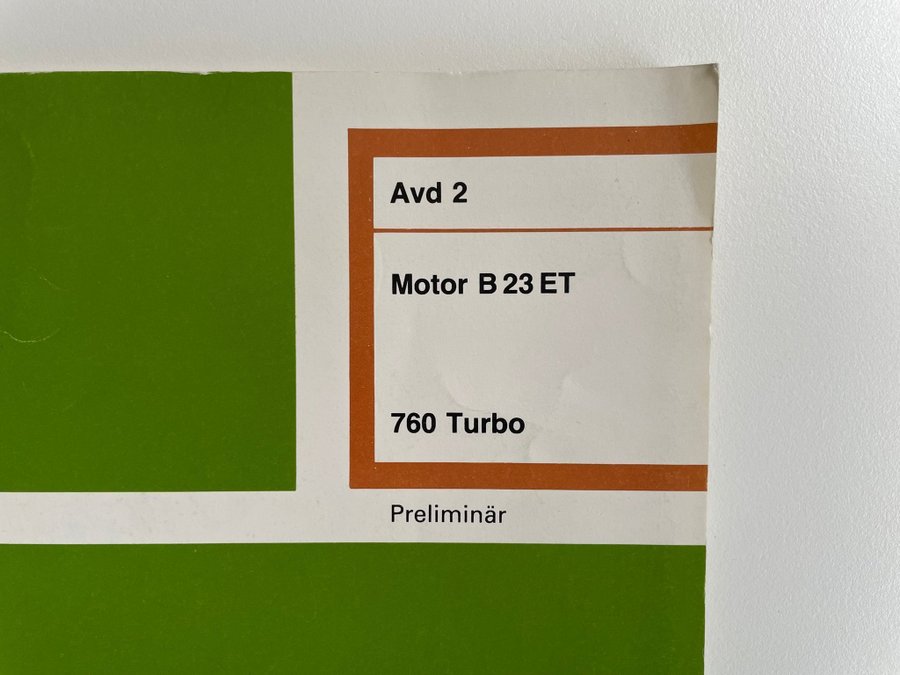 Avd 2
Motor B 23 ET
760 Turbo
Preliminär